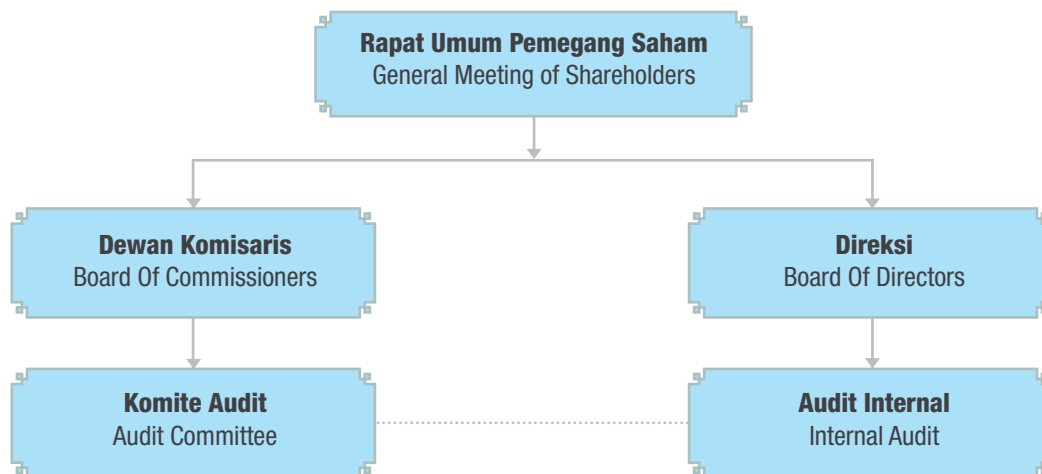 Rapat Umum Pemegang Saham
General Meeting of Shareholders
Dewan Komisaris
Board Of Commissioners
Direksi
Board Of Directors
Komite Audit
Audit Committee
Audit Internal
Internal Audit